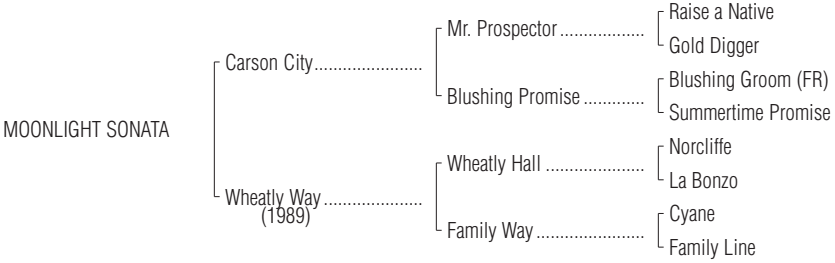 Raise a Native
Mr. Prospector..................
Gold Digger
Carson City.......................
Blushing Groom (FR)
Blushing Promise.............
Summertime Promise
MOONLIGHT SONATA
Norcliffe
Wheatly Hall.....................
La Bonzo
Wheatly Way.....................
(1989)
Cyane
Family Way.......................
Family Line